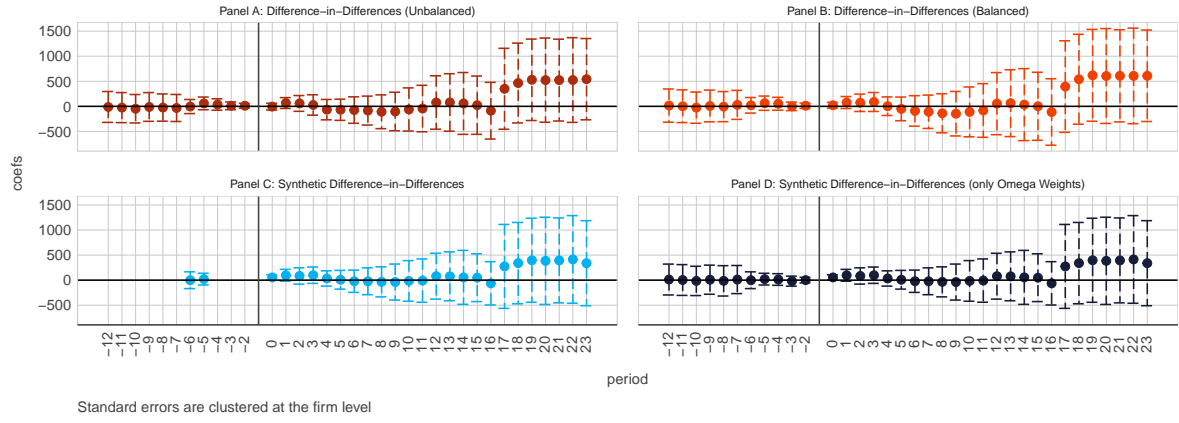 Panel A: Difference−in−Differences (Unbalanced)
Panel B: Difference−in−Differences (Balanced)
1500
1000
500
0
−500
coefs
Panel C: Synthetic Difference−in−Differences
Panel D: Synthetic Difference−in−Differences (only Omega Weights)
1500
1000
500
0
−500
−12 −11 −10 −9 −8 −7 −6 −5 −4 −3 −2 0 1 2 3 4 5 6 7 8 9 10 11 12 13 14 15 16 17 18 19 20 21 22 23
−12 −11 −10 −9 −8 −7 −6 −5 −4 −3 −2 0 1 2 3 4 5 6 7 8 9 10 11 12 13 14 15 16 17 18 19 20 21 22 23
period
Standard errors are clustered at the firm level